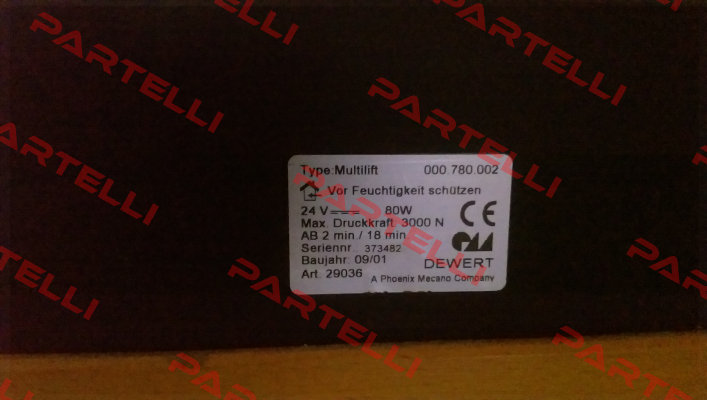 PARTELLI
PARTELLI
PARTELLI
PARTELLI
PARTELLI
PARTELLI
PARTELLI
PARTELLI
PARTELLI
PARTELLI
Type:Multilift 000.780.002
Vor Feuchtigkeit schützen
24 V 80W
Max. Druckkraft 3000 N
CE
AB 2 min / 18 min
Seriennr. 373482
Baujahr: 09/01
DEWERT
Art. 29036
A Phoenix Mecano Company